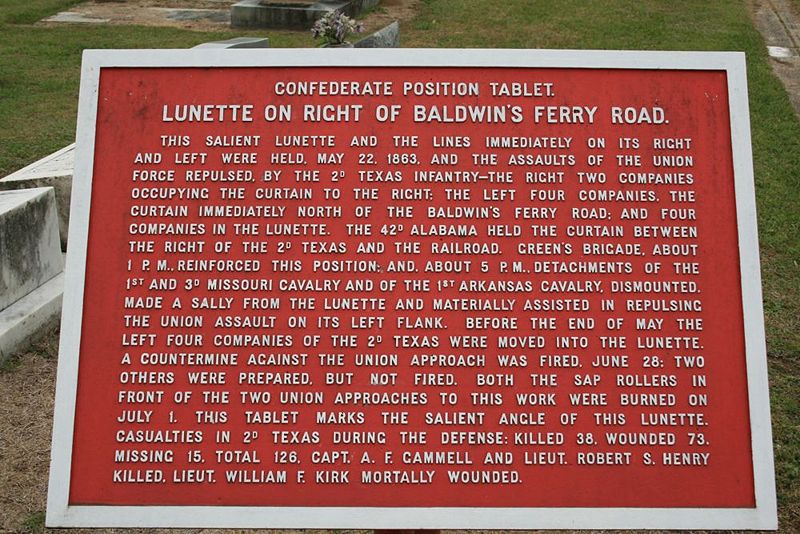 CONFEDERATE POSITION TABLET.
LUNETTE ON RIGHT OF BALDWIN'S FERRY ROAD.
THIS SALIENT LUNETTE AND THE LINES IMMEDIATELY ON ITS RIGHT
AND LEFT WERE HELD, MAY 22, 1863, AND THE ASSAULTS OF THE UNION
FORCE REPULSED, BY THE 2D TEXAS INFANTRY—THE RIGHT TWO COMPANIES
OCCUPYING THE CURTAIN TO THE RIGHT; THE LEFT FOUR COMPANIES, THE
CURTAIN IMMEDIATELY NORTH OF THE BALDWIN'S FERRY ROAD; AND FOUR
COMPANIES IN THE LUNETTE. THE 42D ALABAMA HELD THE CURTAIN BETWEEN
THE RIGHT OF THE 2D TEXAS AND THE RAILROAD. GREEN'S BRIGADE, ABOUT
1 P. M., REINFORCED THIS POSITION; AND, ABOUT 5 P. M., DETACHMENTS OF THE
1ST AND 3D MISSOURI CAVALRY AND OF THE 1ST ARKANSAS CAVALRY, DISMOUNTED,
MADE A SALLY FROM THE LUNETTE AND MATERIALLY ASSISTED IN REPULSING
THE UNION ASSAULT ON ITS LEFT FLANK. BEFORE THE END OF MAY THE
LEFT FOUR COMPANIES OF THE 2D TEXAS WERE MOVED INTO THE LUNETTE.
A COUNTERMINE AGAINST THE UNION APPROACH WAS FIRED, JUNE 28; TWO
OTHERS WERE PREPARED, BUT NOT FIRED. BOTH THE SAP ROLLERS IN
FRONT OF THE TWO UNION APPROACHES TO THIS WORK WERE BURNED ON
JULY 1. THIS TABLET MARKS THE SALIENT ANGLE OF THIS LUNETTE.
CASUALTIES IN 2D TEXAS DURING THE DEFENSE: KILLED 38, WOUNDED 73,
MISSING 15, TOTAL 126, CAPT. A. F. GAMMELL AND LIEUT. ROBERT S. HENRY
KILLED, LIEUT. WILLIAM F. KIRK MORTALLY WOUNDED.